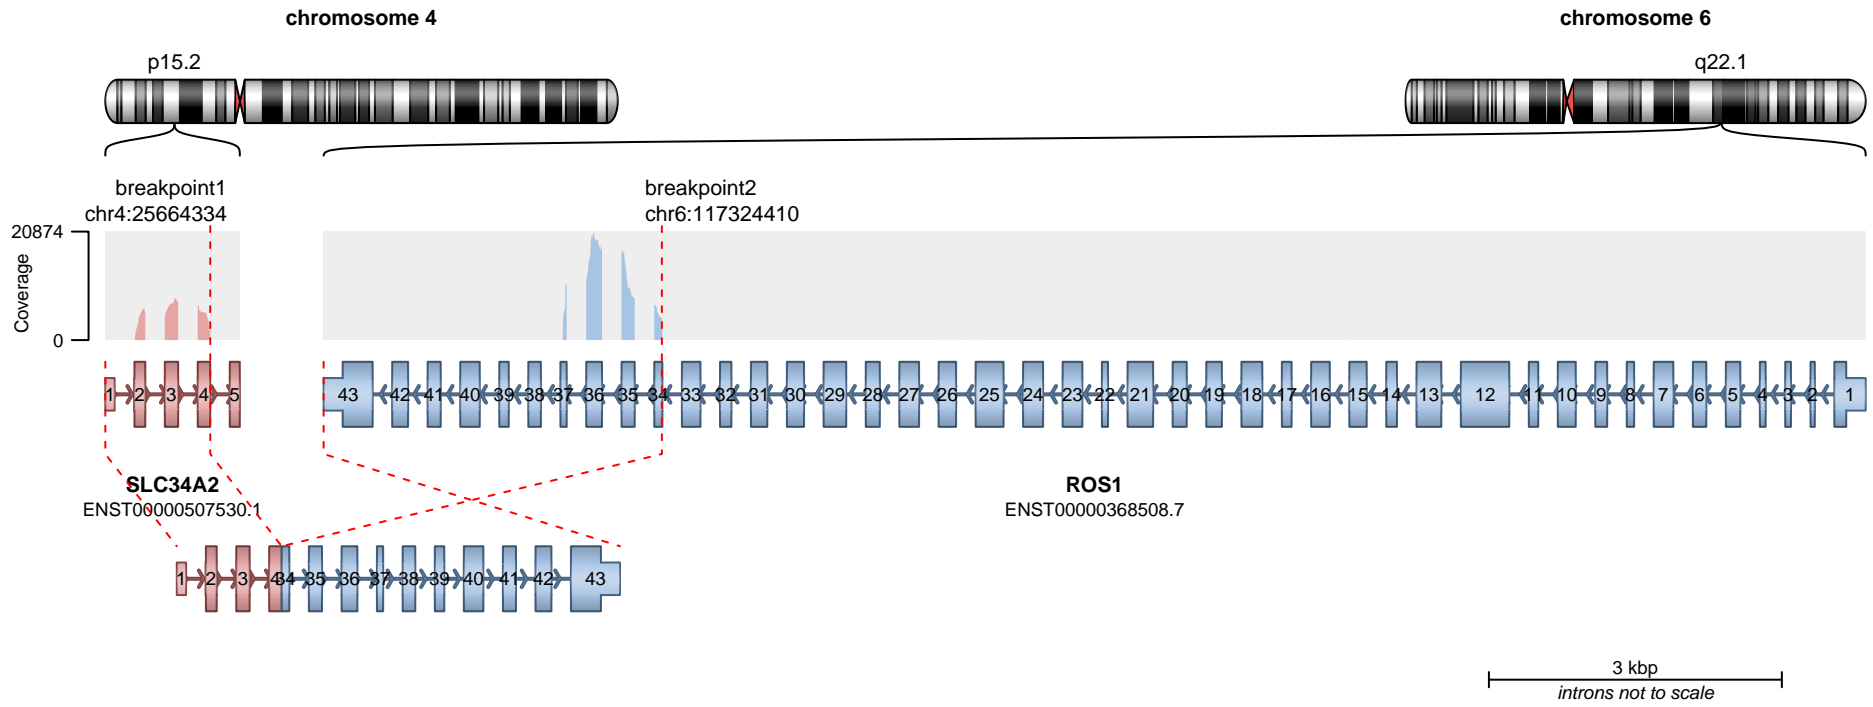 chromosome 4
chromosome 6
p15.2
q22.1
breakpoint1
chr4:25664334
breakpoint2
chr6:117324410
20874
Coverage
0
1 2 3 4 5
43 42 41 40 39 38 37 36 35 34 33 32 31 30 29 28 27 26 25 24 23 22 21 20 19 18 17 16 15 14 13 12 11 10 9 8 7 6 5 4 3 2 1
SLC34A2
ENST00000507530.1
ROS1
ENST00000368508.7
1 2 3 4 34 35 36 37 38 39 40 41 42 43
3 kbp
introns not to scale